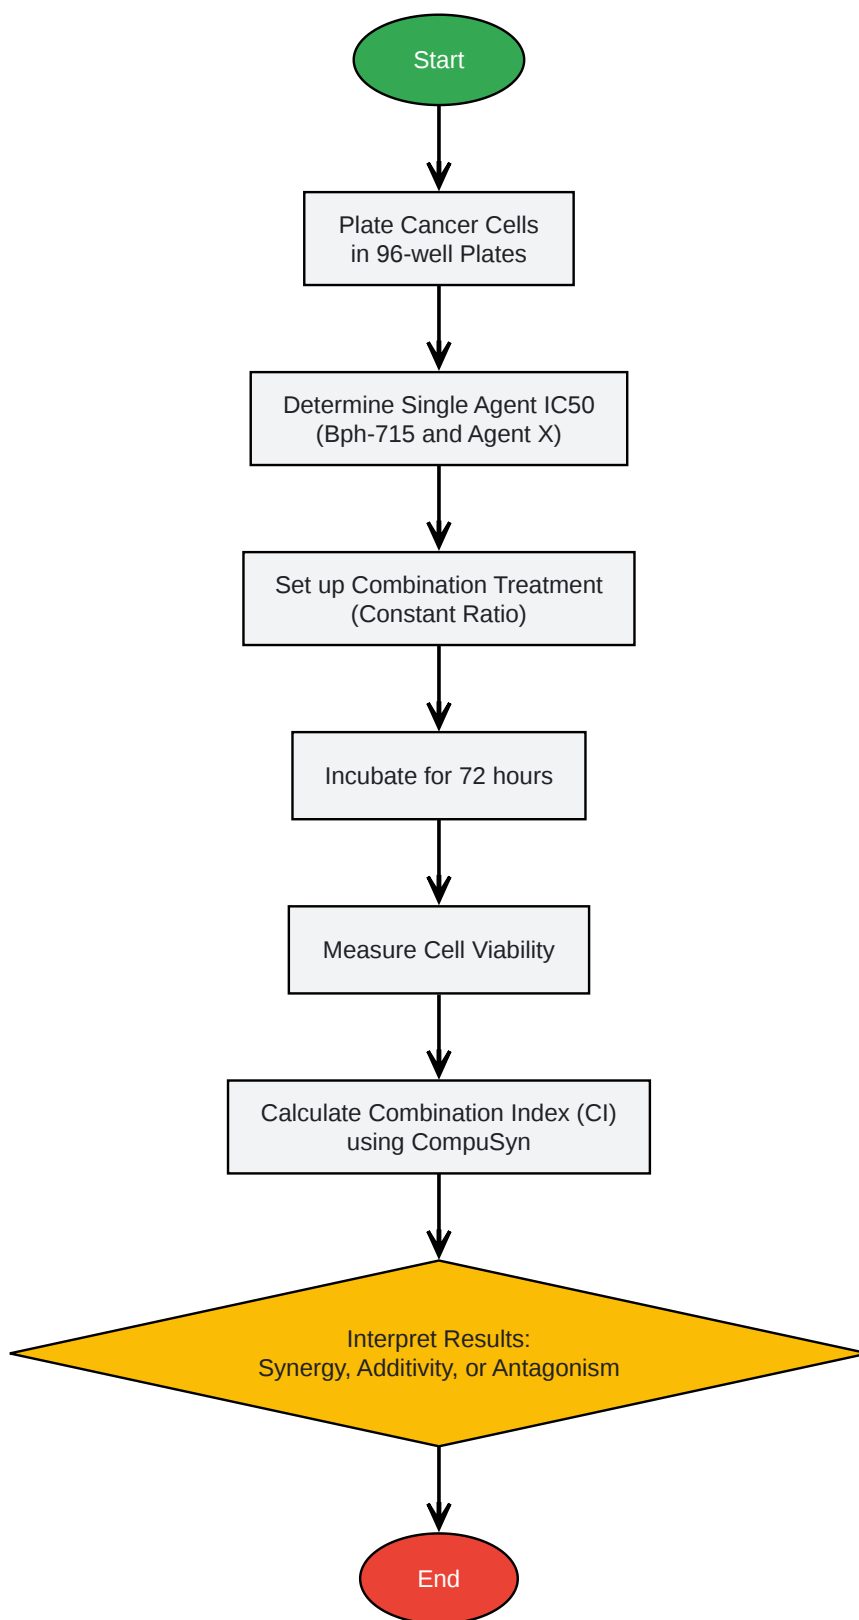 Start
Plate Cancer Cells
in 96-well Plates
Determine Single Agent IC50
(Bph-715 and Agent X)
Set up Combination Treatment
(Constant Ratio)
Incubate for 72 hours
Measure Cell Viability
Calculate Combination Index (CI)
using CompuSyn
Interpret Results:
Synergy, Additivity, or Antagonism
End